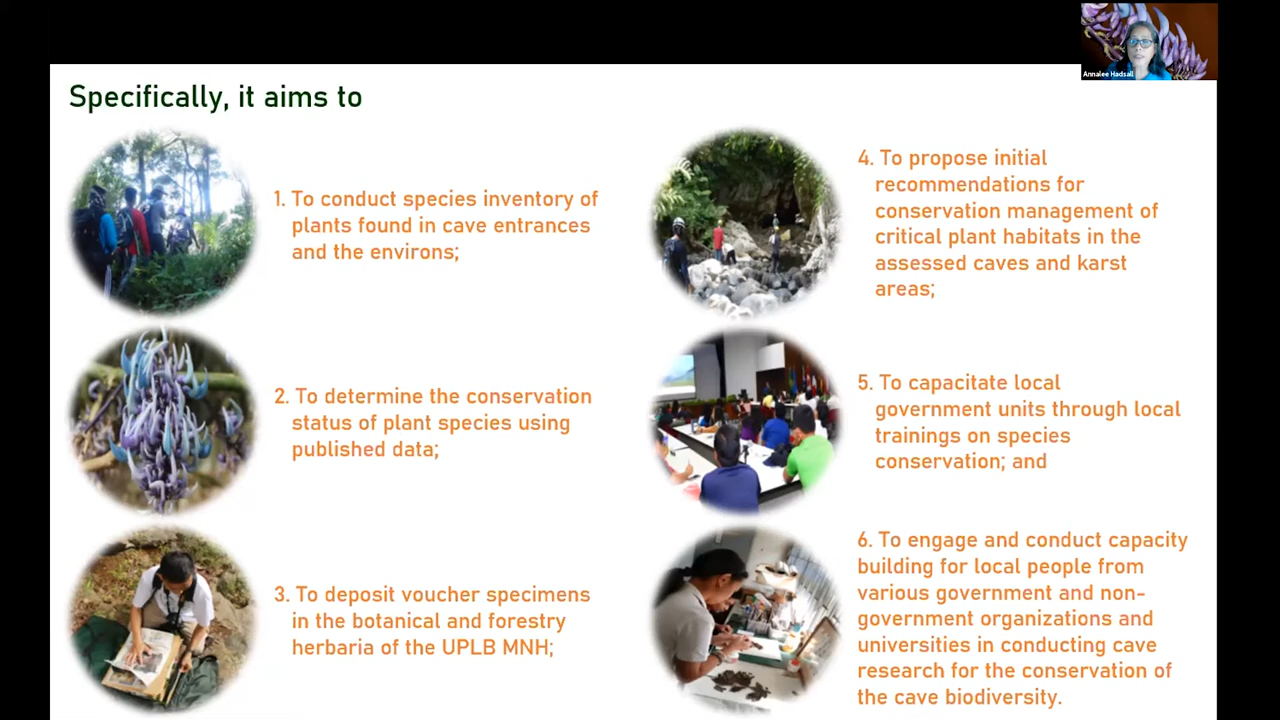 Annalee Hadsall
Specifically, it aims to
1. To conduct species inventory of
plants found in cave entrances
and the environs;
2. To determine the conservation
status of plant species using
published data;
3. To deposit voucher specimens
in the botanical and forestry
herbaria of the UPLB MNH;
4. To propose initial
recommendations for
conservation management of
critical plant habitats in the
assessed caves and karst
areas;
5. To capacitate local
government units through local
trainings on species
conservation; and
6. To engage and conduct capacity
building for local people from
various government and non-
government organizations and
universities in conducting cave
research for the conservation of
the cave biodiversity.